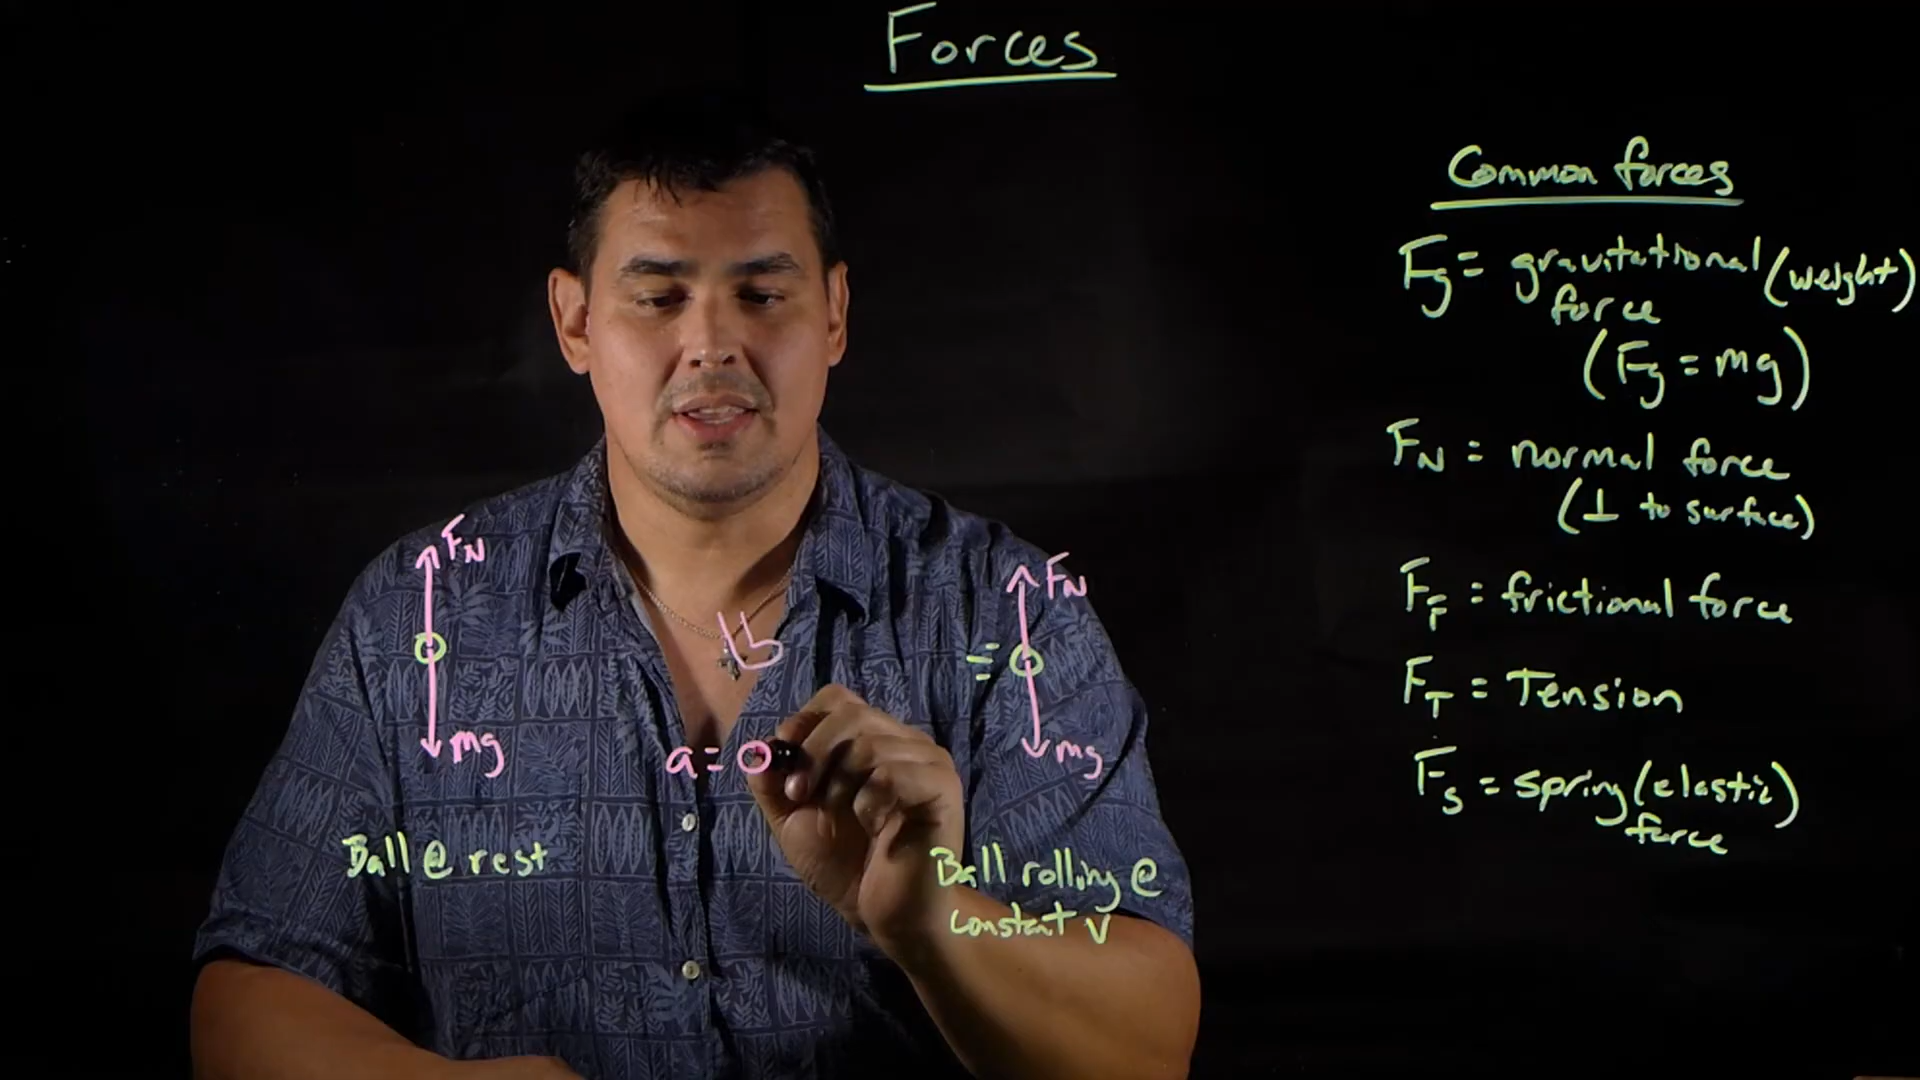 Forces
Common forces
Fg = gravitational (weight)
force
(Fg = mg)
FN = normal force
(⊥ to surface)
FF = frictional force
FT = Tension
Fs = spring (elastic)
force
FN
mg
Ball @ rest
a = 0
FN
mg
Ball rolling @
constant v